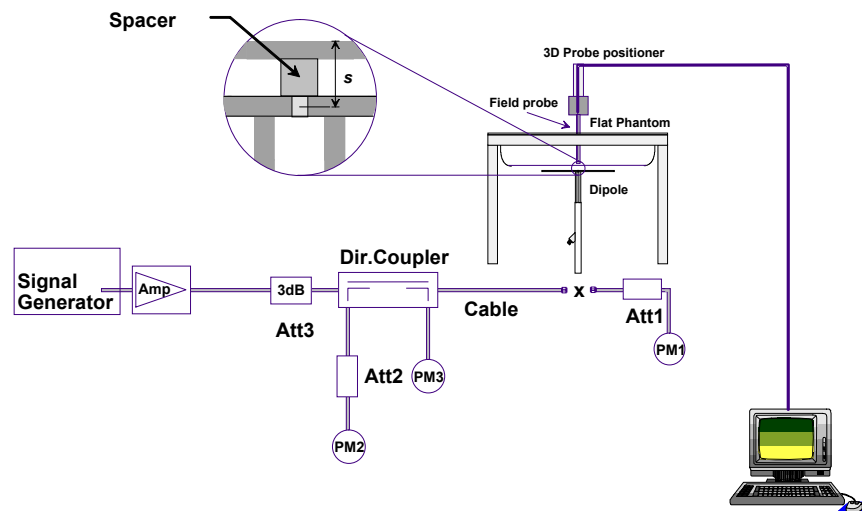 Spacer
s
3D Probe positioner
Field probe
Flat Phantom
Dipole
Signal
Generator
Amp
3dB
Att3
Dir.Coupler
Cable
x
Att1
PM1
PM3
Att2
PM2